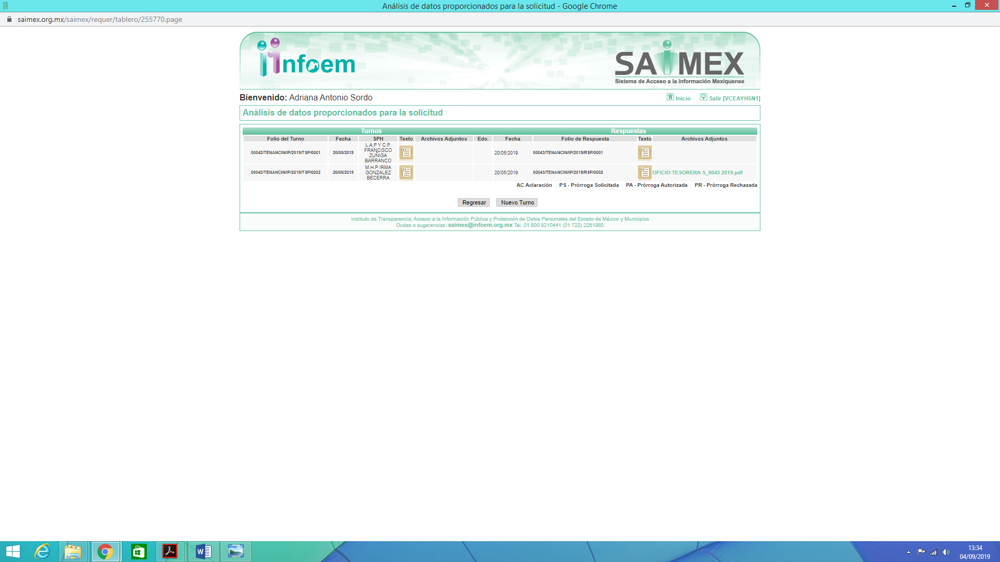 Análisis de datos proporcionados para la solicitud - Google Chrome
saimex.org.mx/saimex/requer/tablero/255770.page
infoem
SAIMEX
Sistema de Acceso a la Información Mexiquense
Bienvenido: Adriana Antonio Sordo
Inicio Salir [VCEAYH5N1]
Análisis de datos proporcionados para la solicitud
Turnos Respuestas
Folio del Turno Fecha SPH Texto Archivos Adjuntos Edo. Fecha Folio de Respuesta Texto Archivos Adjuntos
00043/TENANCIN/IP/2019/TSP/0001 20/05/2019 L.A.P Y C.P. FRANCISCO ZUÑIGA BARRANCO 20/05/2019 00043/TENANCIN/IP/2019/RSP/0001
00043/TENANCIN/IP/2019/TSP/0002 20/05/2019 M.H.P IRMA GONZALEZ BECERRA 20/05/2019 00043/TENANCIN/IP/2019/RSP/0002 OFICIO TESORERA S_0043 2019.pdf
AC Aclaración PS - Prórroga Solicitada PA - Prórroga Autorizada PR - Prórroga Rechazada
Regresar Nuevo Turno
Instituto de Transparencia, Acceso a la Información Pública y Protección de Datos Personales del Estado de México y Municipios
Dudas o sugerencias: saimex@infoem.org.mx Tel. 01 800 8210441 (01 722) 2261980
13:34
04/09/2019